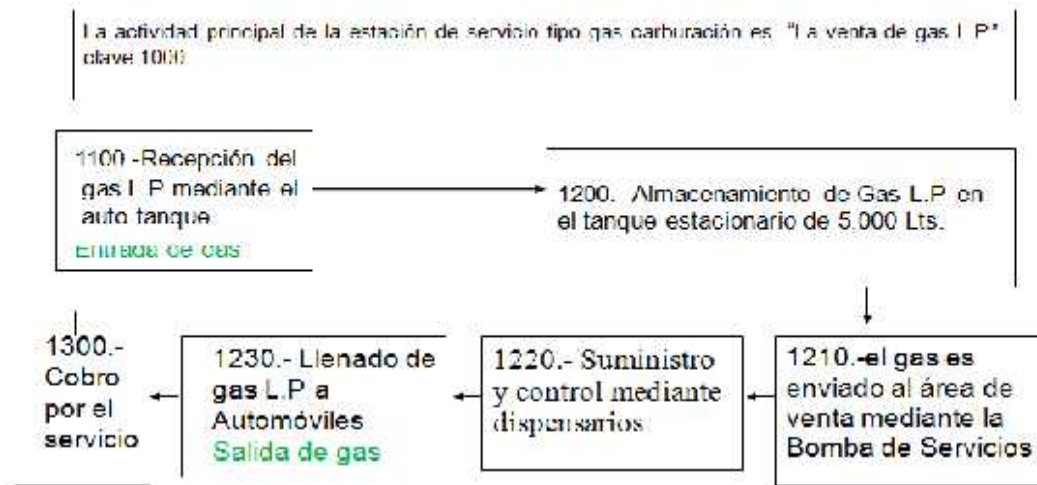 La actividad principal de la estación de servicio tipo gas carburación es "La venta de gas L.P"
clave 1000
1100.-Recepción del
gas L.P mediante el
auto tanque
Entrada de gas
1200. Almacenamiento de Gas L.P en
el tanque estacionario de 5,000 Lts.
1300.-
Cobro
por el
servicio
1230.- Llenado de
gas L.P a
Automóviles
Salida de gas
1220.- Suministro
y control mediante
dispensarios
1210.-el gas es
enviado al área de
venta mediante la
Bomba de Servicios